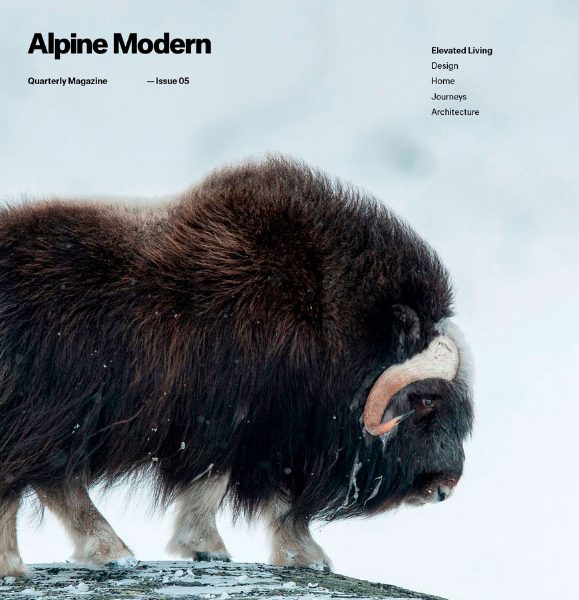 Alpine Modern
Quarterly Magazine — Issue 05
Elevated Living
Design
Home
Journeys
Architecture